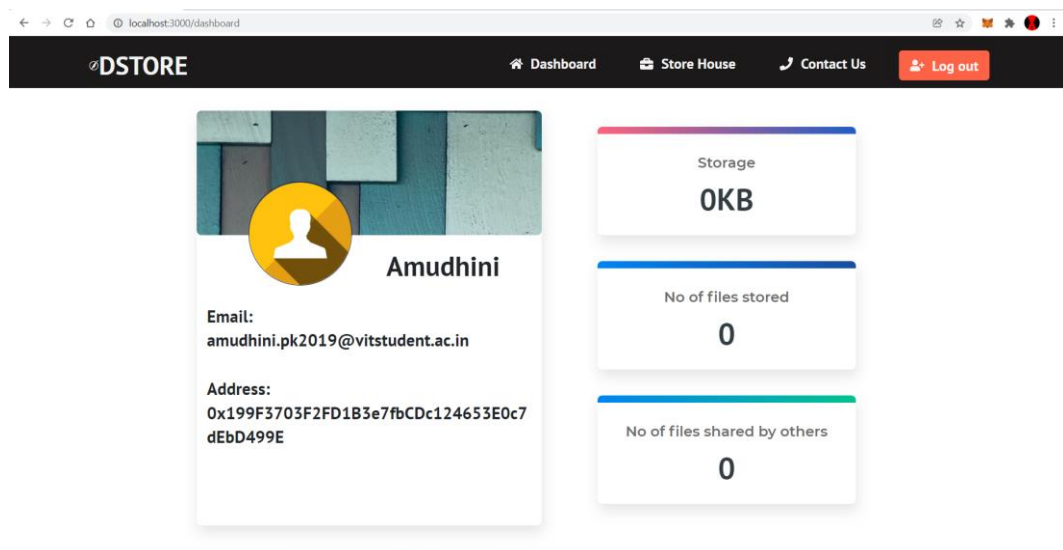 localhost:3000/dashboard
DSTORE
Dashboard
Store House
Contact Us
Log out
Amudhini
Email:
amudhini.pk2019@vitstudent.ac.in
Address:
0x199F3703F2FD1B3e7fbCDc124653E0c7
dEbD499E
Storage
0KB
No of files stored
0
No of files shared by others
0